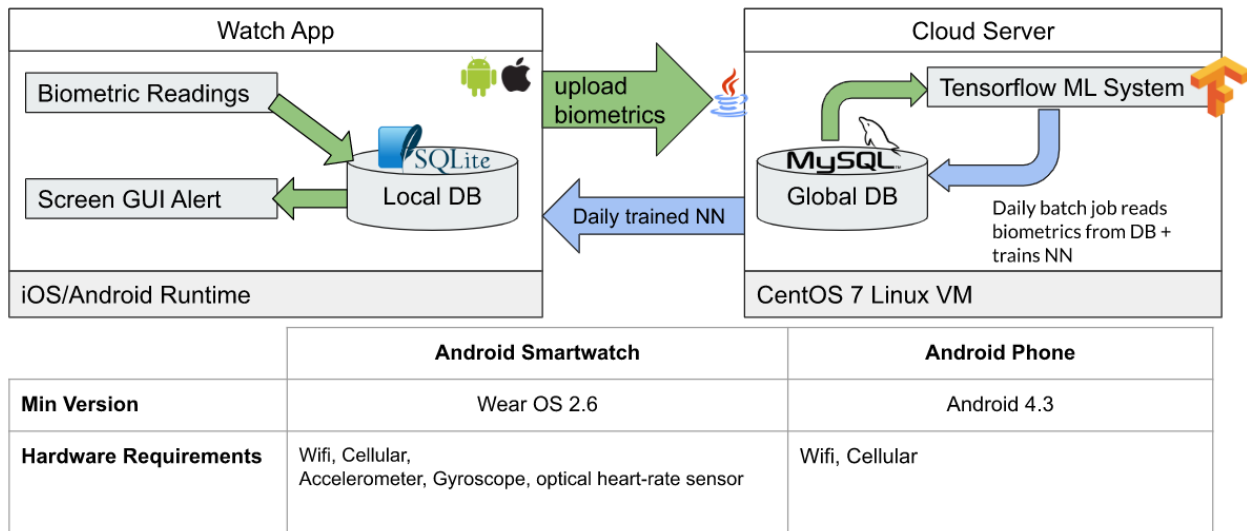 Watch App
Biometric Readings
SQLite
Local DB
Screen GUI Alert
iOS/Android Runtime
upload
biometrics
Daily trained NN
Cloud Server
Tensorflow ML System
MySQL™
Global DB
Daily batch job reads
biometrics from DB +
trains NN
CentOS 7 Linux VM
Android Smartwatch
Android Phone
Min Version
Wear OS 2.6
Android 4.3
Hardware Requirements
Wifi, Cellular,
Accelerometer, Gyroscope, optical heart-rate sensor
Wifi, Cellular